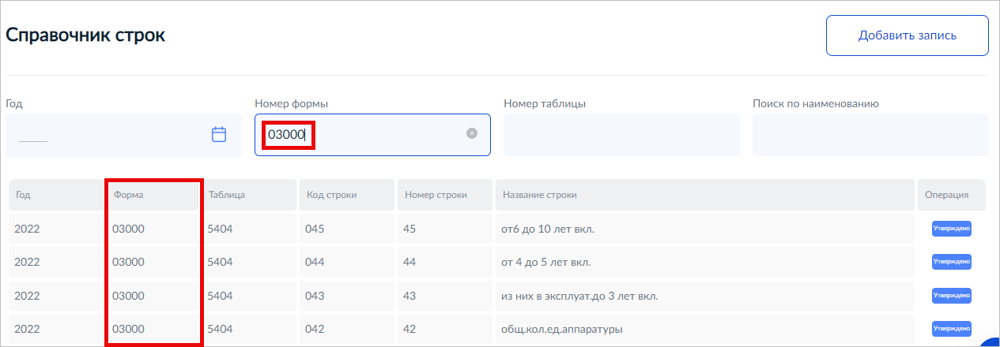 Справочник строк
Добавить запись
Год Номер формы Номер таблицы Поиск по наименованию
03000
Год Форма Таблица Код строки Номер строки Название строки Операция
2022 03000 5404 045 45 от6 до 10 лет вкл. Утверждено
2022 03000 5404 044 44 от 4 до 5 лет вкл. Утверждено
2022 03000 5404 043 43 из них в эксплуат.до 3 лет вкл. Утверждено
2022 03000 5404 042 42 общ.кол.ед.аппаратуры Утверждено